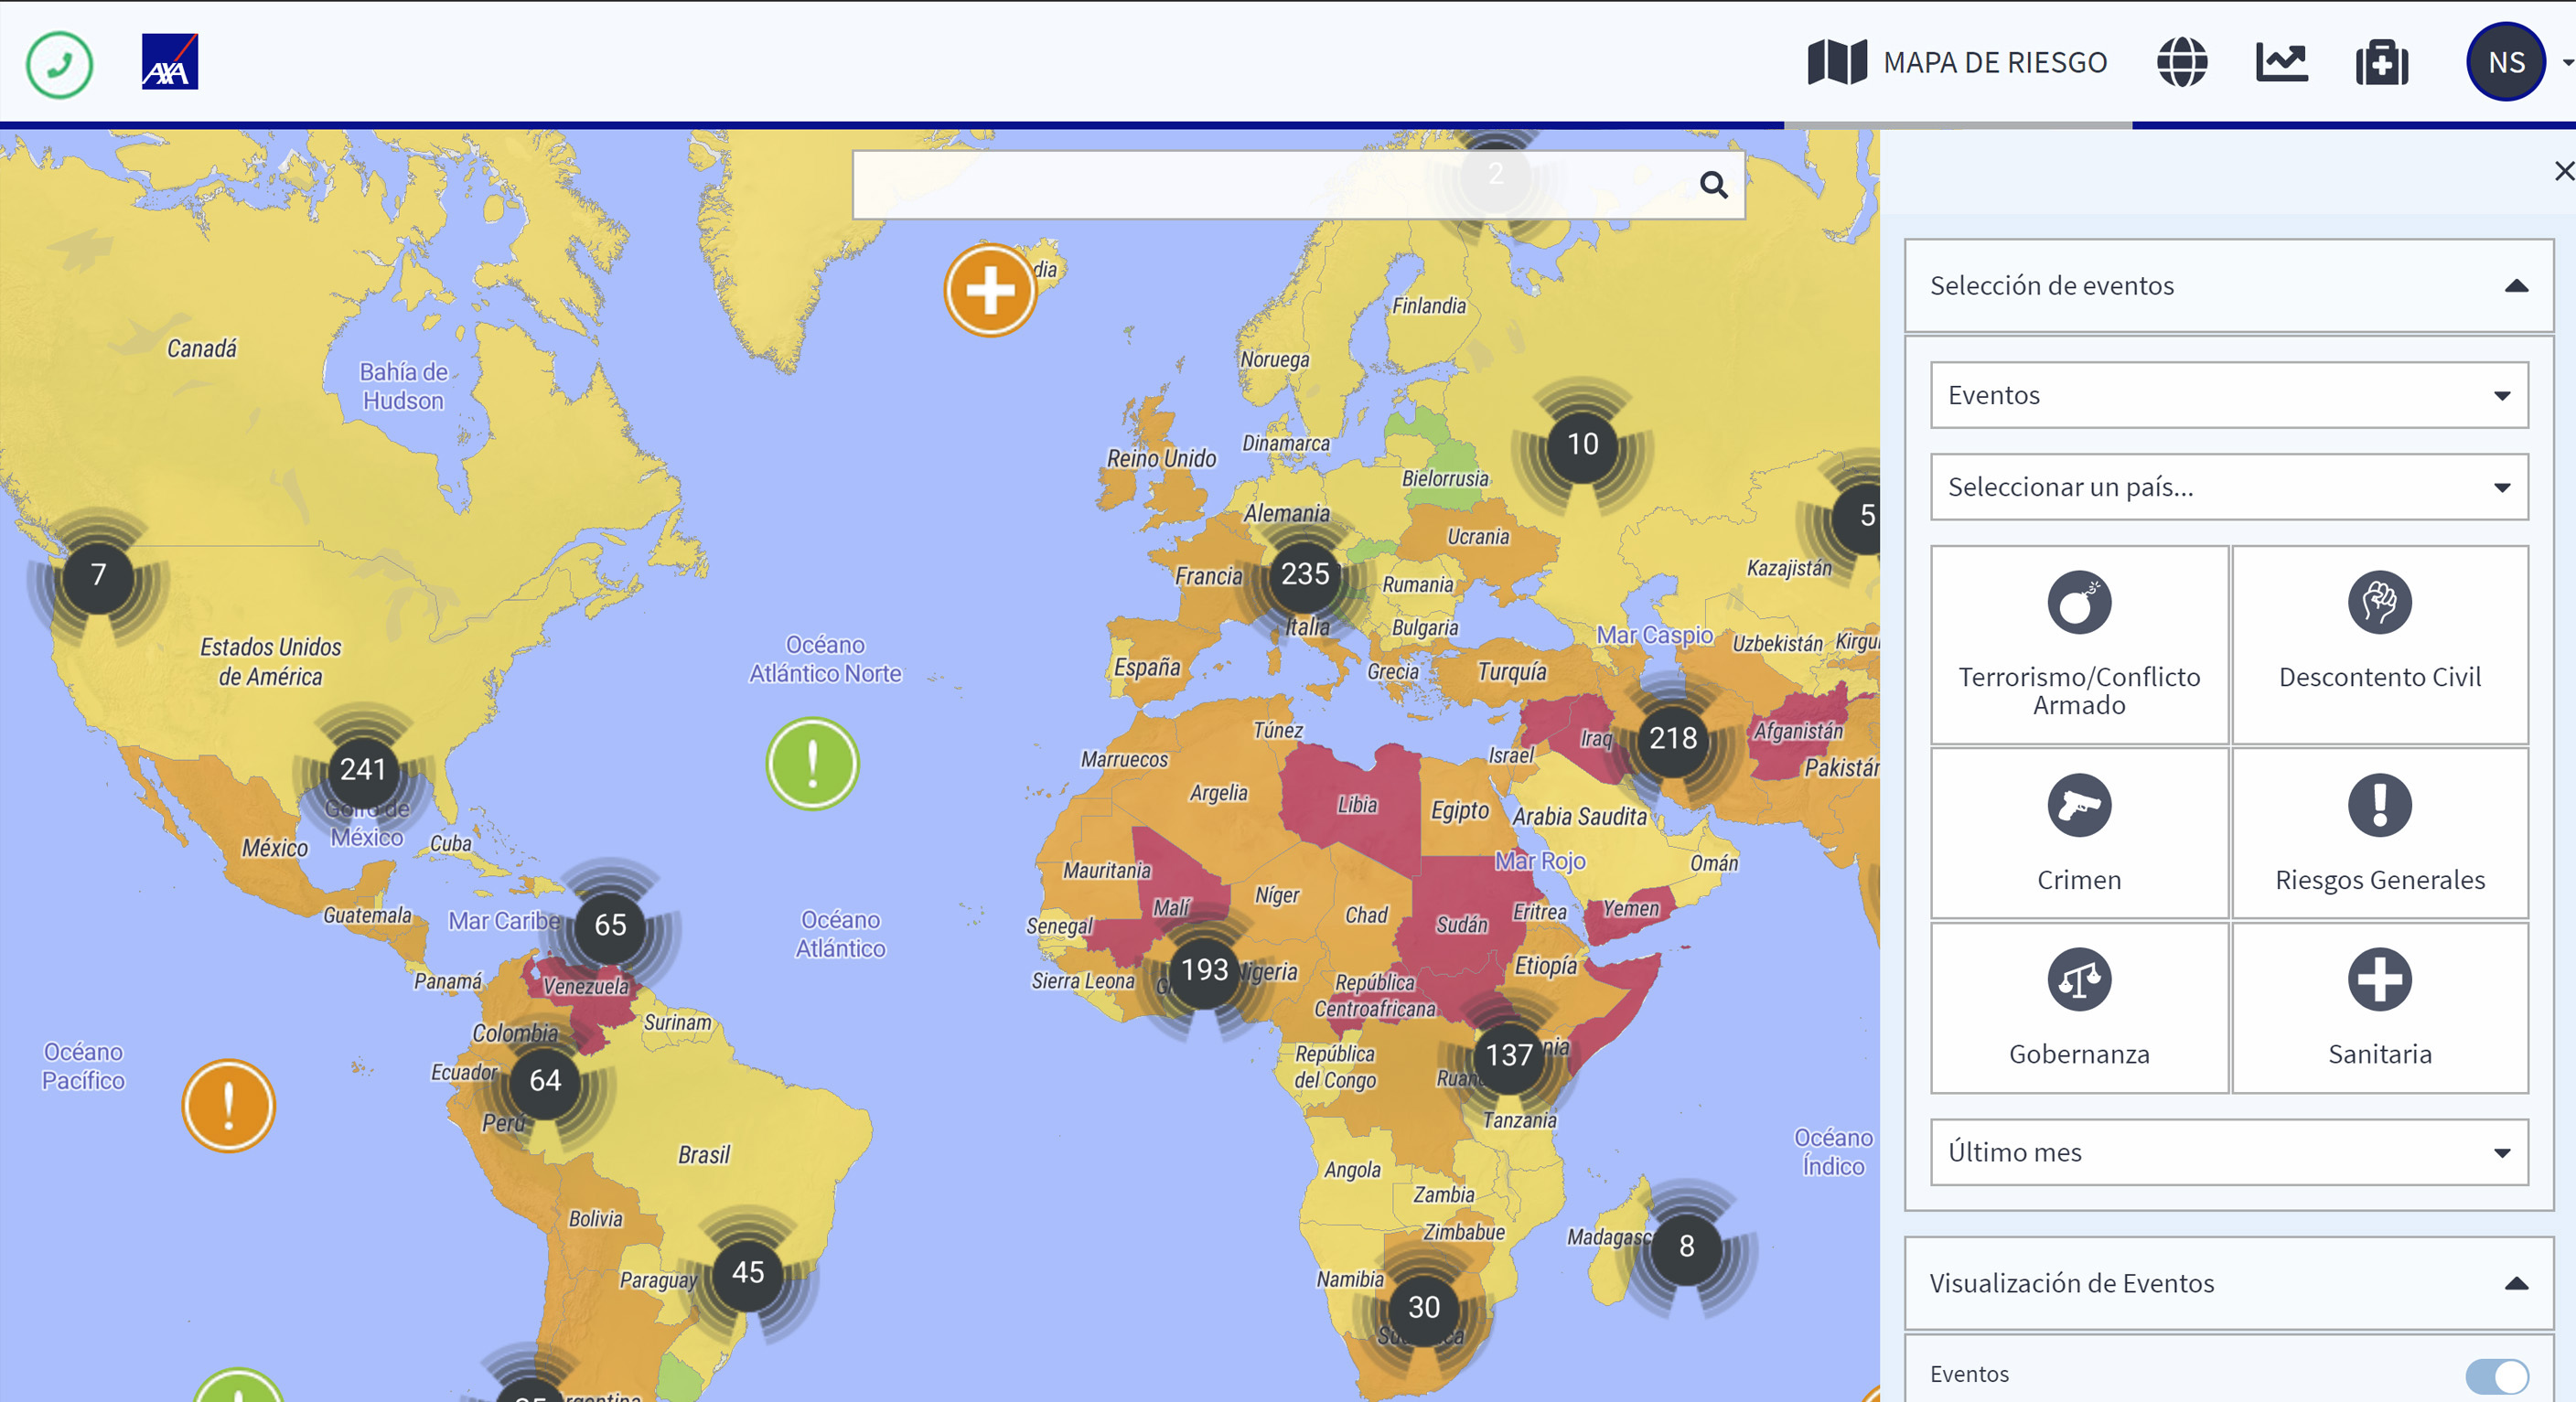 AXA
MAPA DE RIESGO
NS
2
Finlandia
Canadá
Noruega
Bahía de
Hudson
Dinamarca
Reino Unido
10
Bielorrusia
Alemania
5
Ucrania
7
Francia
235
Rumania
Kazajistán
Italia
Bulgaria
Mar Caspio
Uzbekistán
Estados Unidos
de América
Océano
Atlántico Norte
España
Grecia
Turquía
241
Túnez
Marruecos
Israel
Iraq
218
Afganistán
Argelia
Libia
Egipto
Arabia Saudita
Golfo de
México
México
Cuba
Mauritania
Mar Rojo
Omán
Guatemala
Mar Caribe
65
Océano
Atlántico
Senegal
Malí
Níger
Chad
Sudán
Eritrea
Yemen
Panamá
Venezuela
Sierra Leona
193
Etiopía
República
Centroafricana
Surinam
Colombia
Océano
Pacífico
Ecuador
64
República
del Congo
137
Perú
Tanzania
Brasil
Océano
Índico
Angola
Zambia
Bolivia
Zimbabue
8
Paraguay
45
Namibia
30
Selección de eventos
Eventos
Seleccionar un país...
Terrorismo/Conflicto
Armado
Descontento Civil
Crimen
Riesgos Generales
Gobernanza
Sanitaria
Último mes
Visualización de Eventos
Eventos